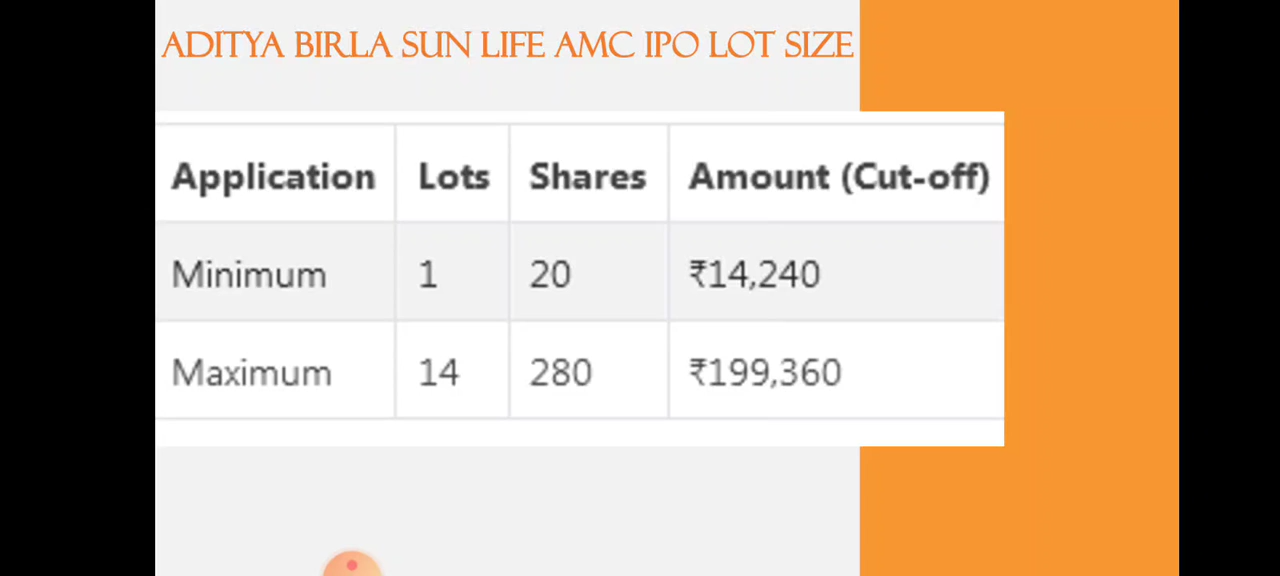 ADITYA BIRLA SUN LIFE AMC IPO LOT SIZE
Application Lots Shares Amount (Cut-off)
Minimum 1 20 ₹14,240
Maximum 14 280 ₹199,360